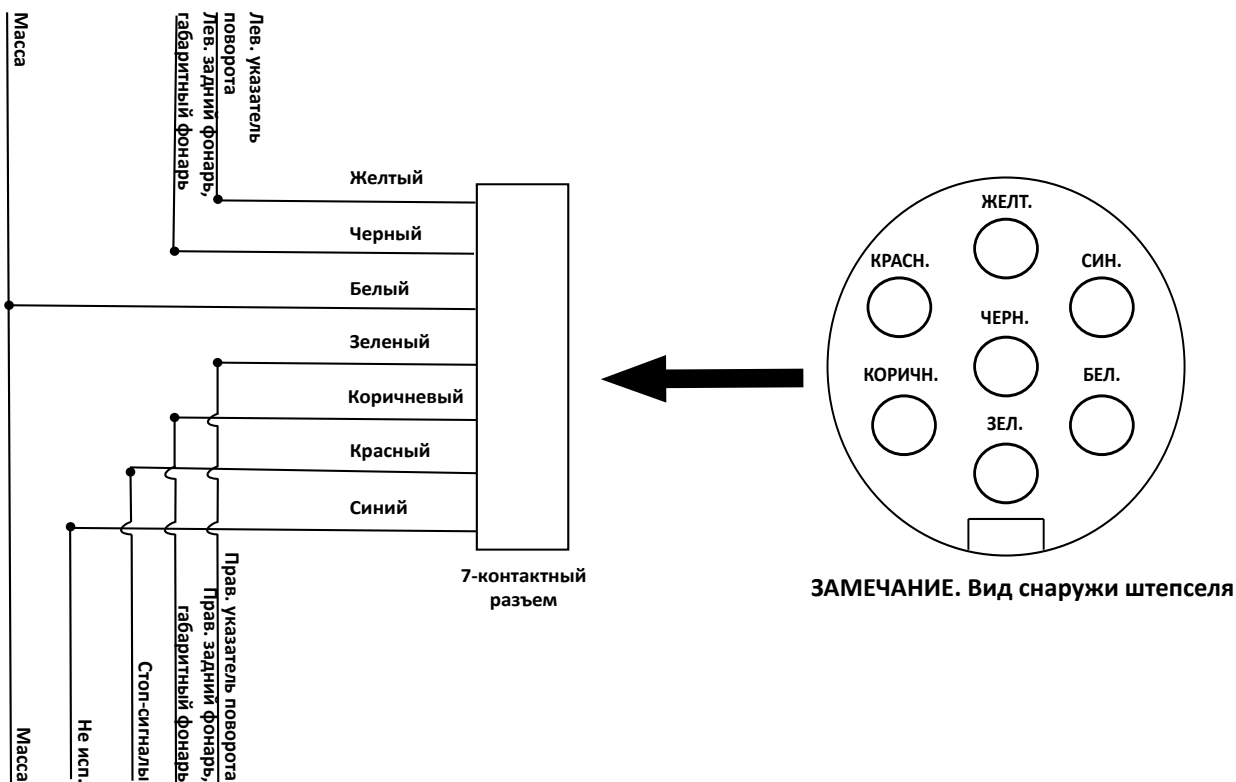 Масса
Лев. указатель
поворота
Лев. задний фонарь,
габаритный фонарь
Желтый
Черный
Белый
Зеленый
Коричневый
Красный
Синий
7-контактный
разъем
Прав. указатель поворота
Прав. задний фонарь,
габаритный фонарь
Стоп-сигналы
Не исп.
Масса
ЖЕЛТ.
КРАСН.
СИН.
ЧЕРН.
КОРИЧН.
БЕЛ.
ЗЕЛ.
ЗАМЕЧАНИЕ. Вид снаружи штепселя